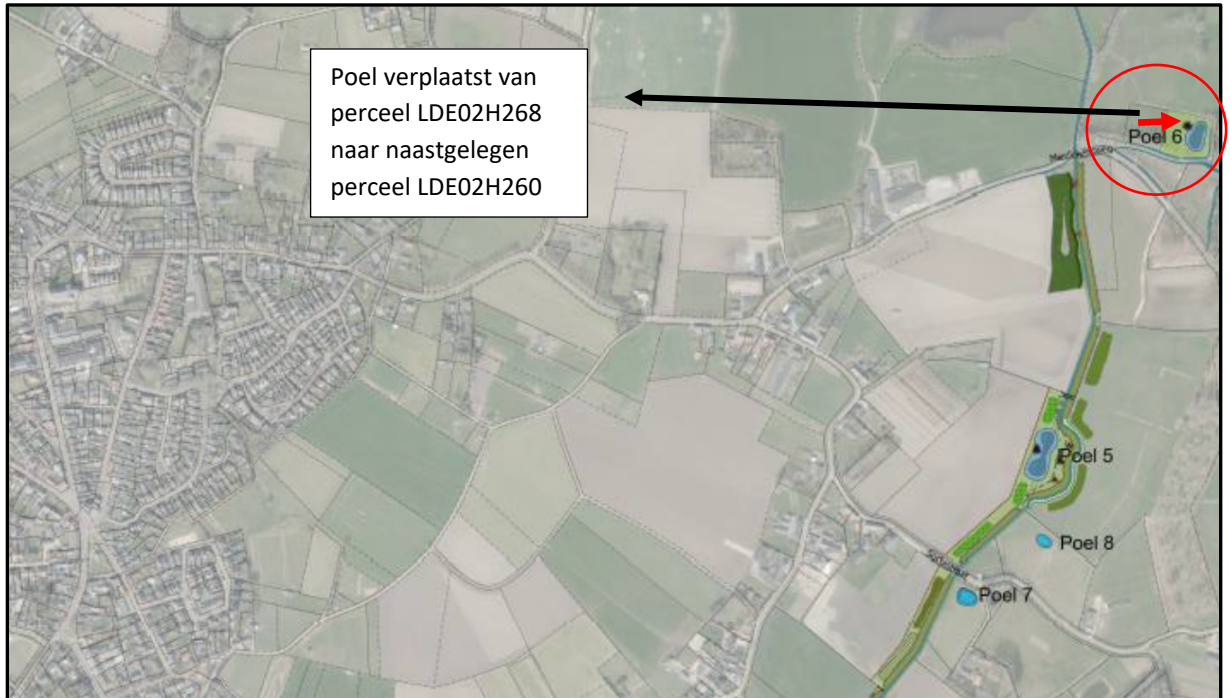 Poel verplaatst van
perceel LDE02H268
naar naastgelegen
perceel LDE02H260
Poel 6
Poel 5
Poel 8
Poel 7